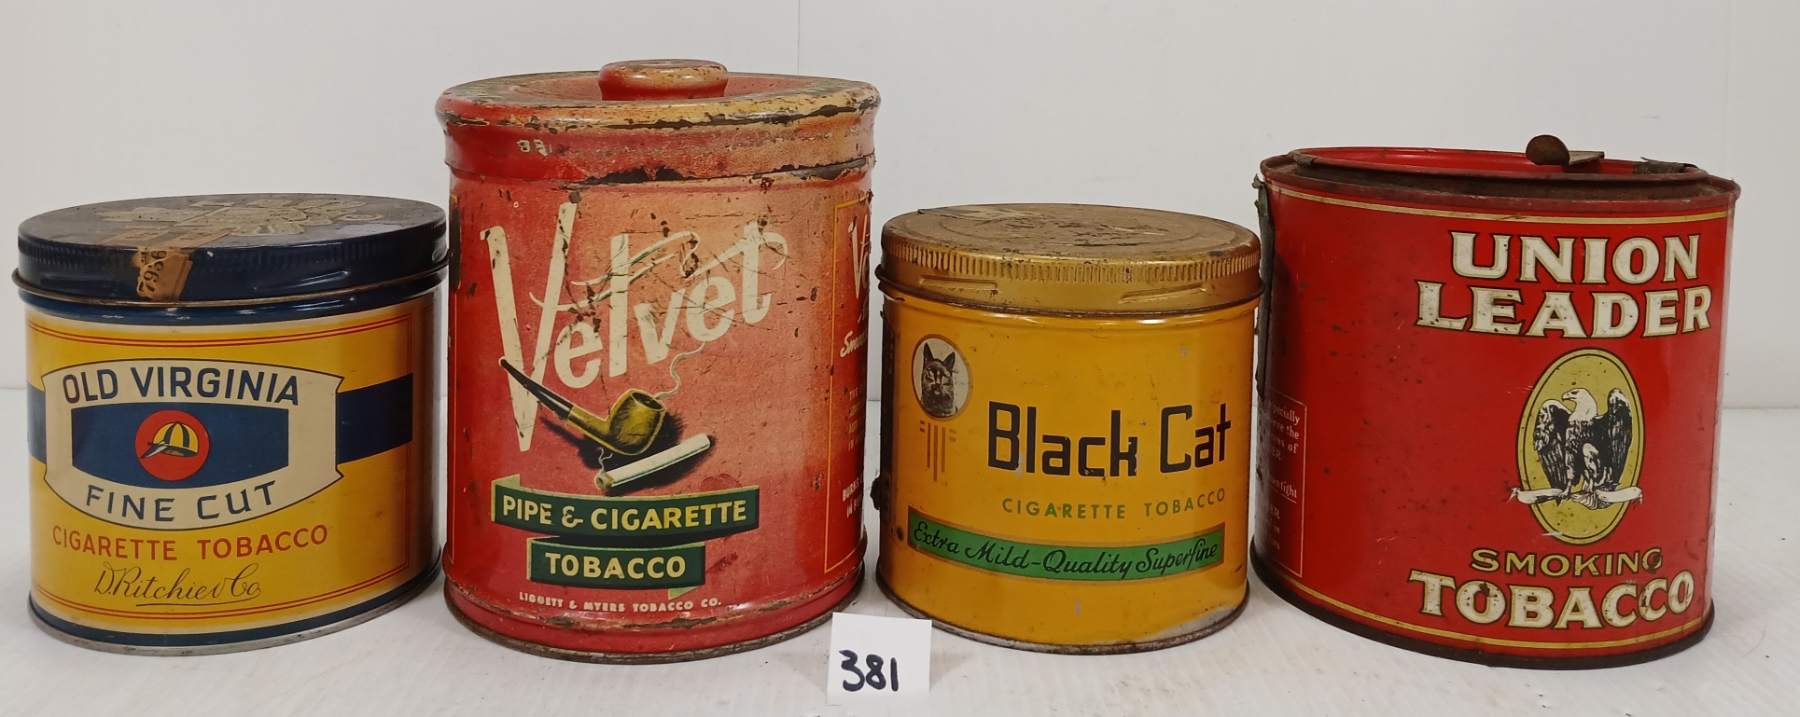 OLD VIRGINIA
FINE CUT
CIGARETTE TOBACCO
D. Ritchie & Co
Velvet
PIPE & CIGARETTE
TOBACCO
LIGGETT & MYERS TOBACCO CO.
Black Cat
CIGARETTE TOBACCO
Extra Mild-Quality Superfine
UNION
LEADER
SMOKING
TOBACCO
381